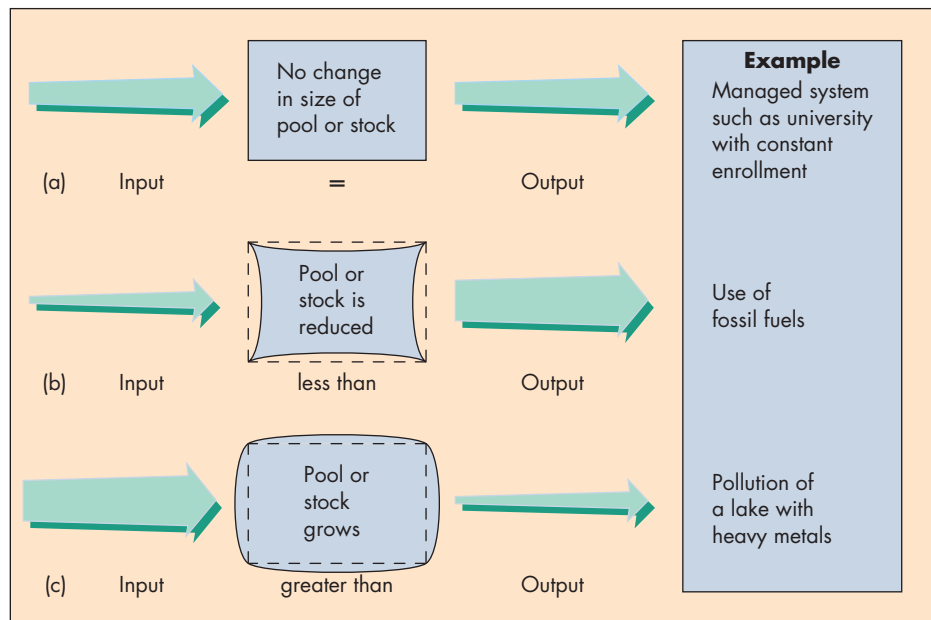 No change
in size of
pool or stock
(a) Input = Output
Example
Managed system
such as university
with constant
enrollment
Pool or
stock is
reduced
(b) Input less than Output
Use of
fossil fuels
Pool or
stock
grows
(c) Input greater than Output
Pollution of
a lake with
heavy metals